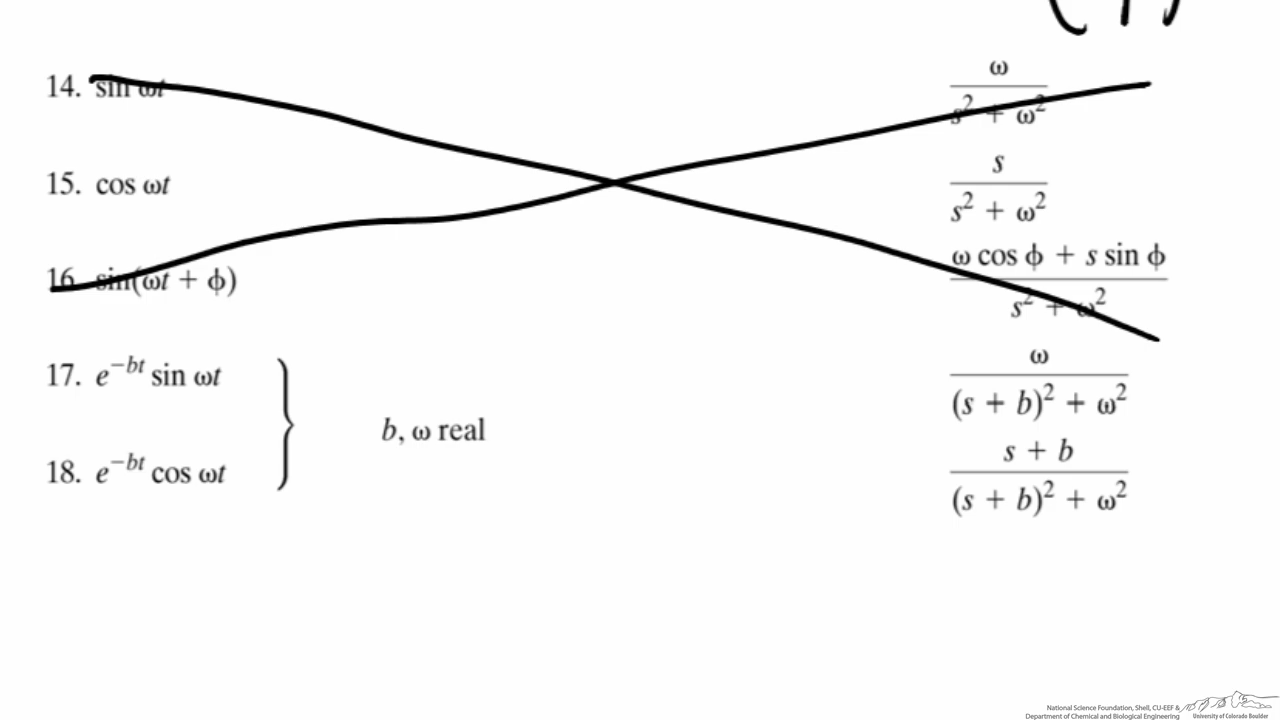 14. sin ωt    ω / (s² + ω²)
15. cos ωt    s / (s² + ω²)
16. sin(ωt + ϕ)    (ω cos ϕ + s sin ϕ) / (s² + ω²)
17. e^{−bt} sin ωt    ω / ((s + b)² + ω²)
b, ω real
18. e^{−bt} cos ωt    (s + b) / ((s + b)² + ω²)
National Science Foundation, Shell, CU-EEF &
Department of Chemical and Biological Engineering
University of Colorado Boulder